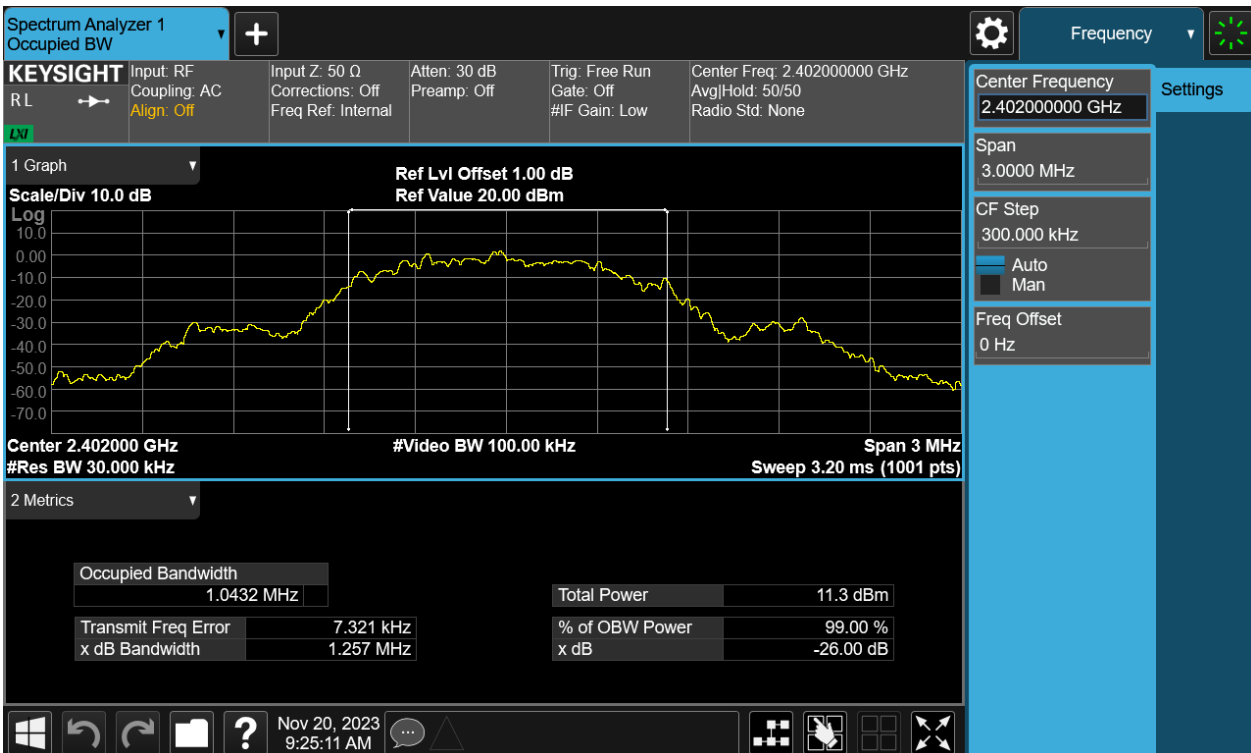 Spectrum Analyzer 1
Occupied BW
+
Frequency
KEYSIGHT
R L
LXI
Input: RF
Coupling: AC
Align: Off
Input Z: 50 Ω
Corrections: Off
Freq Ref: Internal
Atten: 30 dB
Preamp: Off
Trig: Free Run
Gate: Off
#IF Gain: Low
Center Freq: 2.402000000 GHz
Avg|Hold: 50/50
Radio Std: None
Center Frequency
2.402000000 GHz
Settings
Span
3.0000 MHz
CF Step
300.000 kHz
Auto
Man
Freq Offset
0 Hz
1 Graph
Scale/Div 10.0 dB
Ref Lvl Offset 1.00 dB
Ref Value 20.00 dBm
Log
10.0
0.00
-10.0
-20.0
-30.0
-40.0
-50.0
-60.0
-70.0
Center 2.402000 GHz
#Video BW 100.00 kHz
Span 3 MHz
#Res BW 30.000 kHz
Sweep 3.20 ms (1001 pts)
2 Metrics
Occupied Bandwidth
1.0432 MHz
Total Power 11.3 dBm
Transmit Freq Error 7.321 kHz
% of OBW Power 99.00 %
x dB Bandwidth 1.257 MHz
x dB -26.00 dB
?
Nov 20, 2023
9:25:11 AM